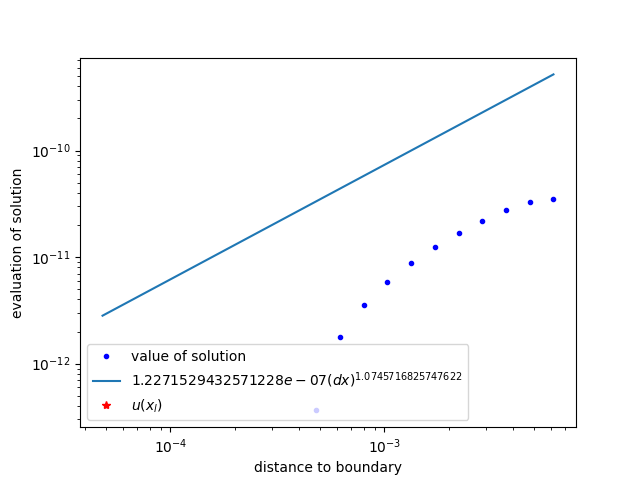 10^{-10}
10^{-11}
10^{-12}
evaluation of solution
value of solution
1.2271529432571228e − 07(dx)^{1.0745716825747622}
u(x_I)
10^{-4} 10^{-3}
distance to boundary